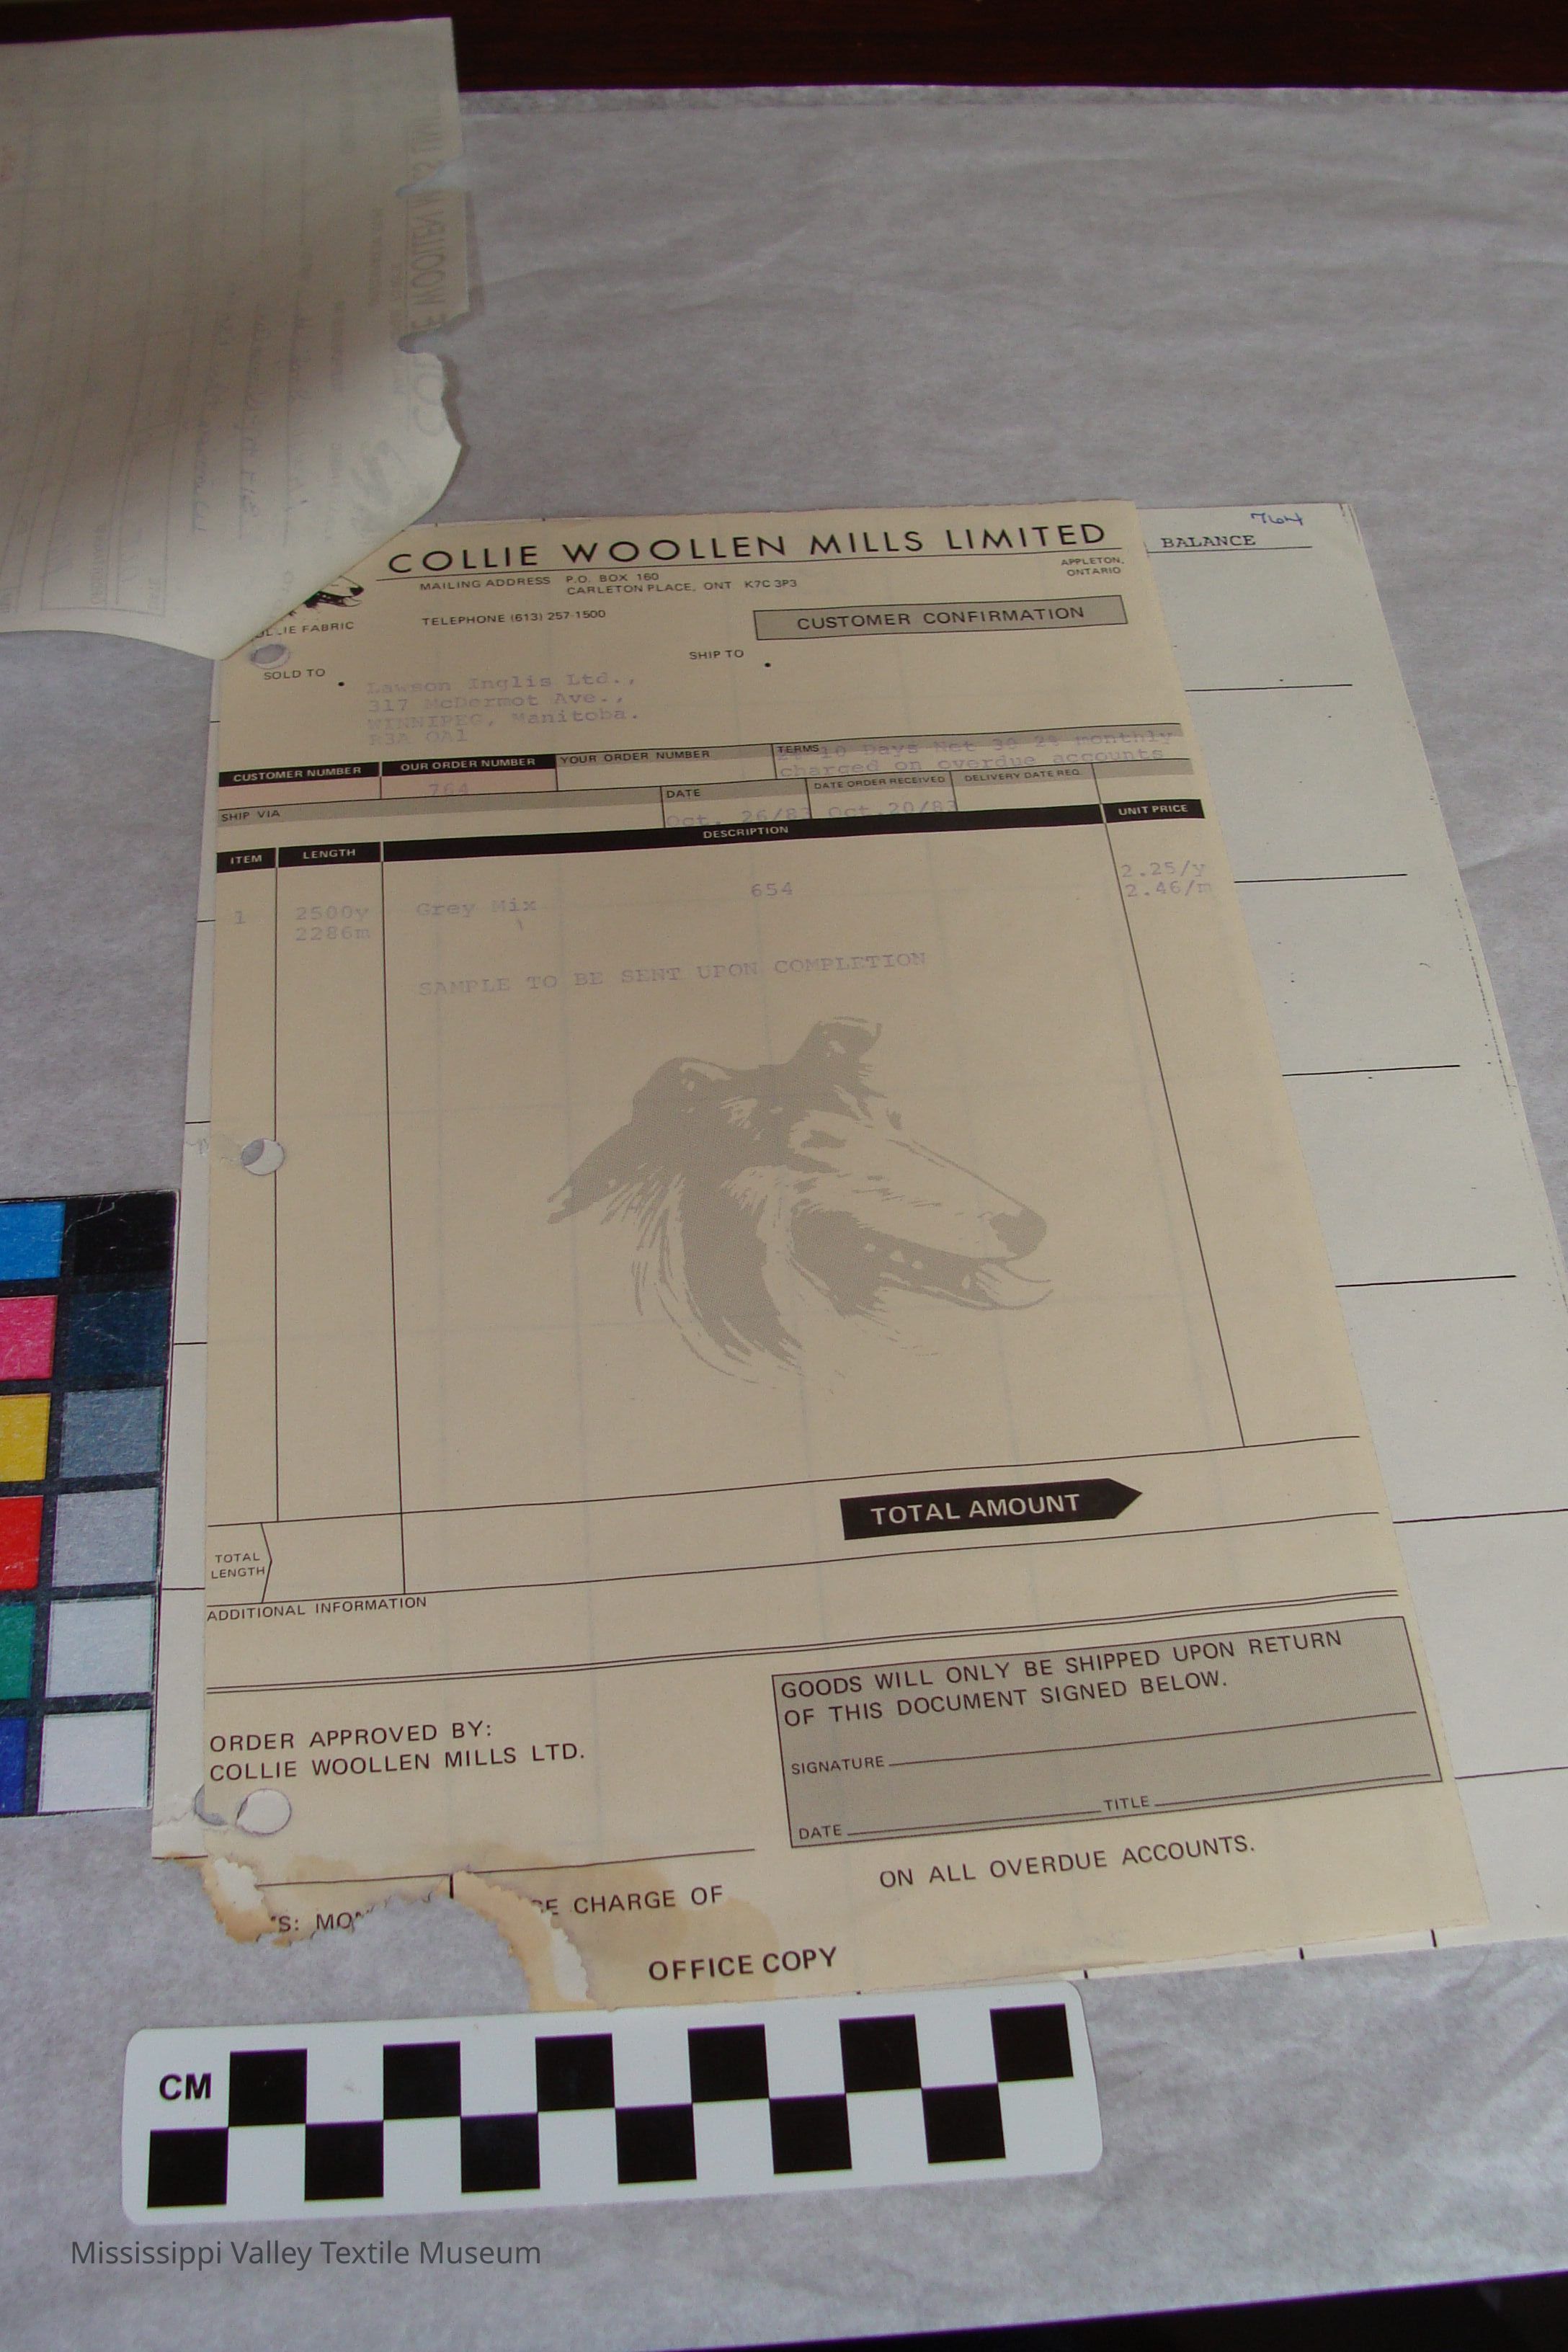 764
BALANCE
COLLIE WOOLLEN MILLS LIMITED
MAILING ADDRESS P.O. BOX 160
CARLETON PLACE, ONT K7C 3P3
APPLETON,
ONTARIO
FABRIC
TELEPHONE (613) 257-1500
CUSTOMER CONFIRMATION
SOLD TO
SHIP TO
Lawson Inglis Ltd.,
317 McDermot Ave.,
WINNIPEG, Manitoba.
R3A OA1
CUSTOMER NUMBER
OUR ORDER NUMBER
764
YOUR ORDER NUMBER
TERMS
10 Days Net 30 2% monthly
charged on overdue accounts
SHIP VIA
DATE
Oct. 26/83
DATE ORDER RECEIVED
Oct.20/83
DELIVERY DATE REQ.
ITEM
LENGTH
DESCRIPTION
UNIT PRICE
654
2.25/y
2.46/m
1
2500y
2286m
Grey Mix
SAMPLE TO BE SENT UPON COMPLETION
TOTAL AMOUNT
TOTAL
LENGTH
ADDITIONAL INFORMATION
ORDER APPROVED BY:
COLLIE WOOLLEN MILLS LTD.
GOODS WILL ONLY BE SHIPPED UPON RETURN
OF THIS DOCUMENT SIGNED BELOW.
SIGNATURE
DATE
TITLE
CHARGE OF
ON ALL OVERDUE ACCOUNTS.
OFFICE COPY
CM
Mississippi Valley Textile Museum